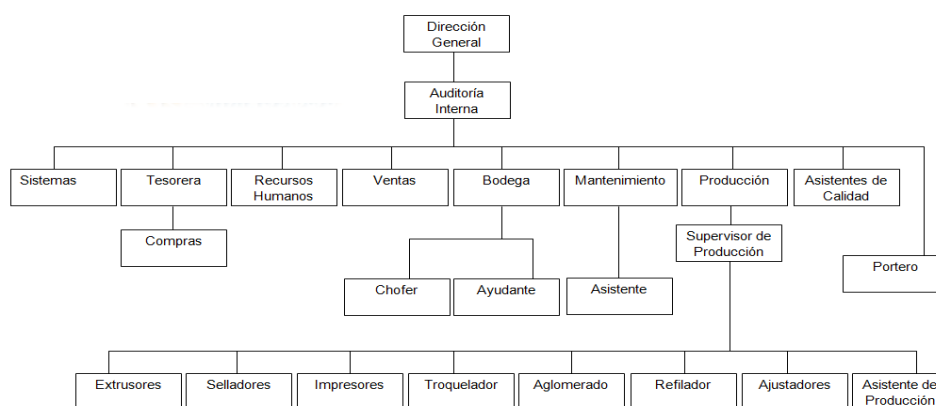 Dirección
General
Auditoría
Interna
Sistemas
Tesorera
Recursos
Humanos
Ventas
Bodega
Mantenimiento
Producción
Asistentes de
Calidad
Compras
Supervisor de
Producción
Portero
Chofer
Ayudante
Asistente
Extrusores
Selladores
Impresores
Troquelador
Aglomerado
Refilador
Ajustadores
Asistente de
Producción